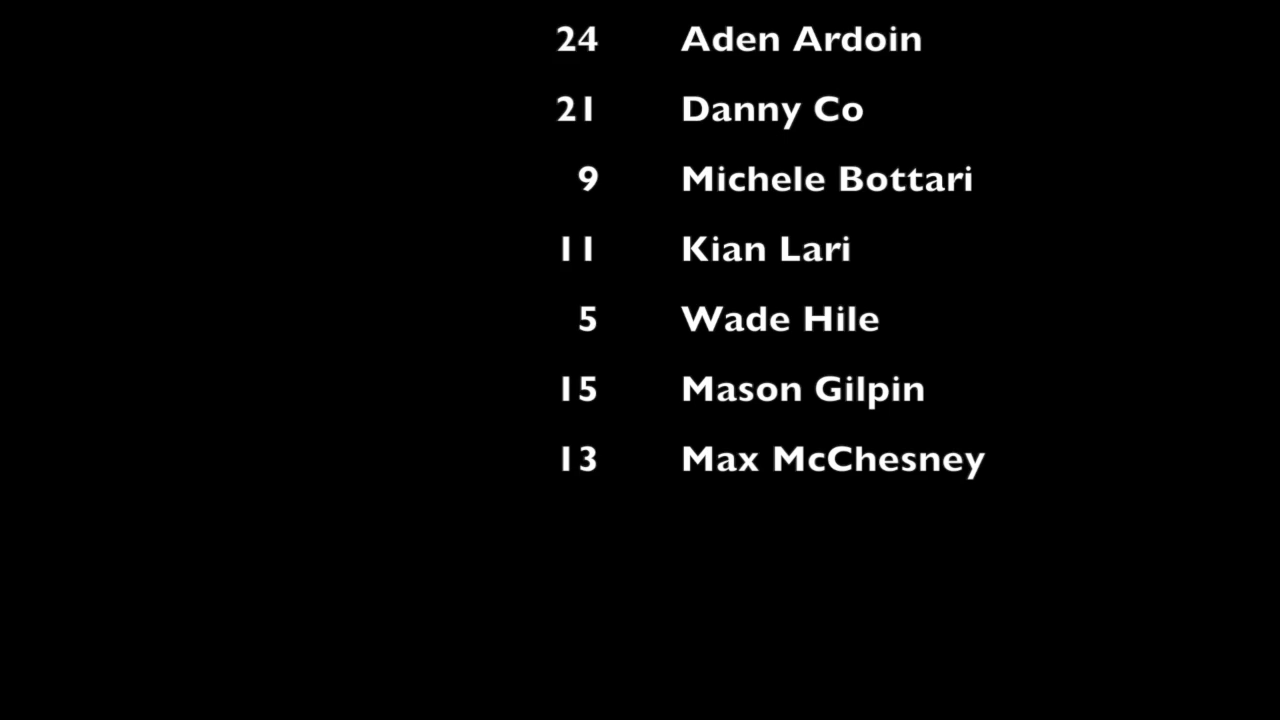 24 Aden Ardoin
21 Danny Co
9 Michele Bottari
11 Kian Lari
5 Wade Hile
15 Mason Gilpin
13 Max McChesney